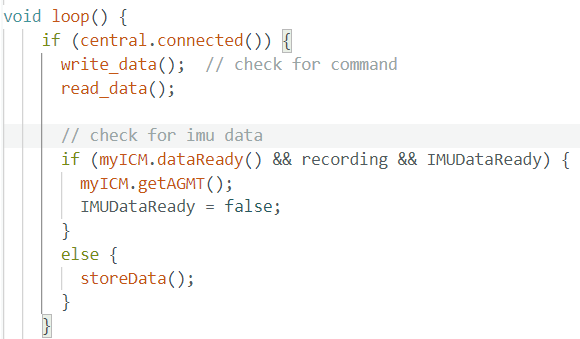 void loop() {
if (central.connected()) {
write_data();  // check for command
read_data();
// check for imu data
if (myICM.dataReady() && recording && IMUDataReady) {
myICM.getAGMT();
IMUDataReady = false;
}
else {
storeData();
}
}